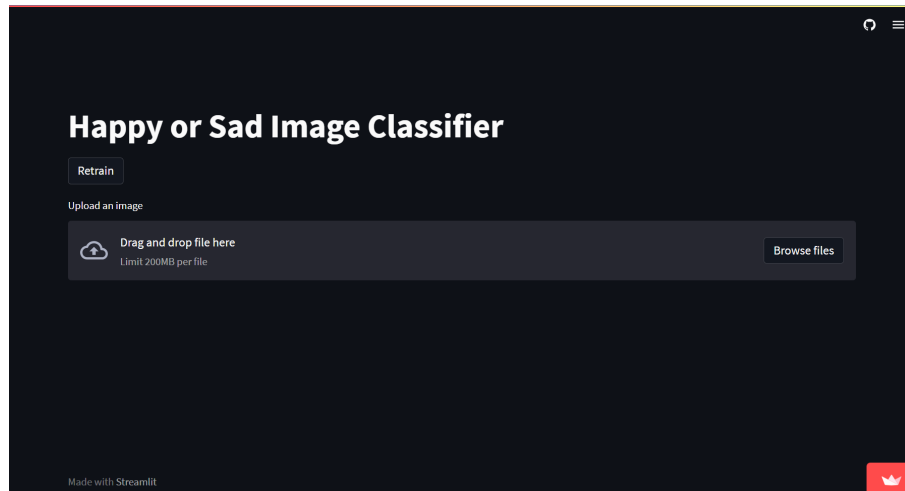 Happy or Sad Image Classifier
Retrain
Upload an image
Drag and drop file here
Limit 200MB per file
Browse files
Made with Streamlit